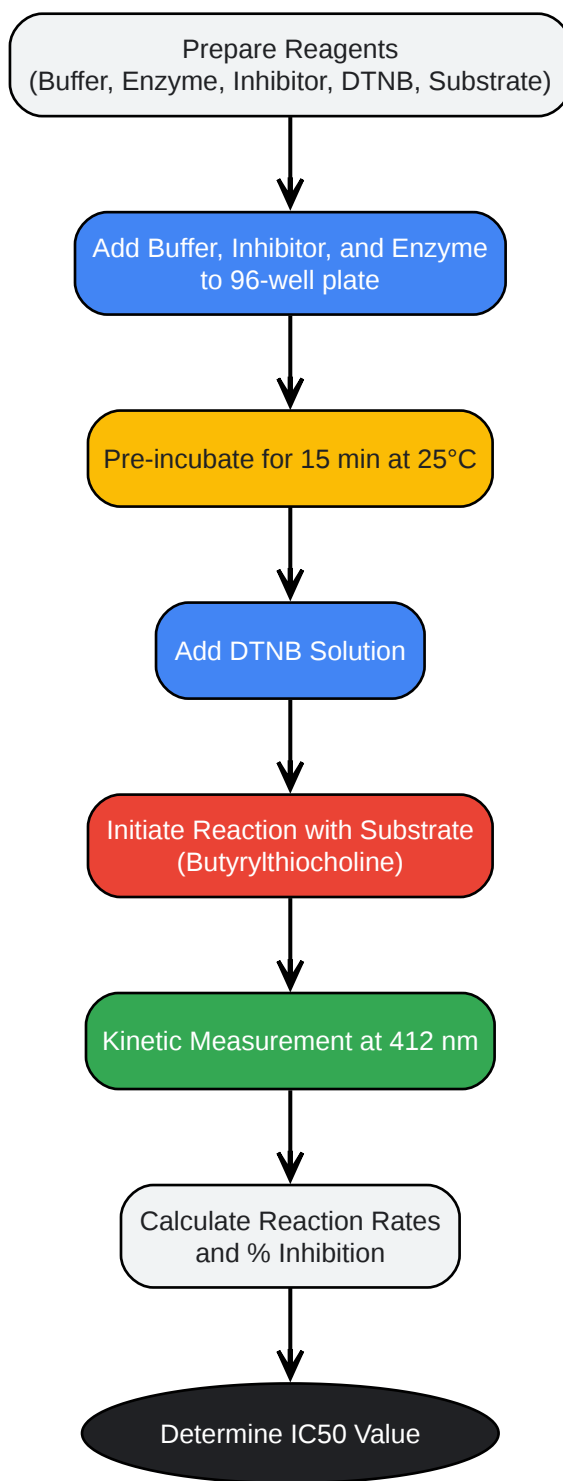 Prepare Reagents
(Buffer, Enzyme, Inhibitor, DTNB, Substrate)
Add Buffer, Inhibitor, and Enzyme
to 96-well plate
Pre-incubate for 15 min at 25°C
Add DTNB Solution
Initiate Reaction with Substrate
(Butyrylthiocholine)
Kinetic Measurement at 412 nm
Calculate Reaction Rates
and % Inhibition
Determine IC50 Value